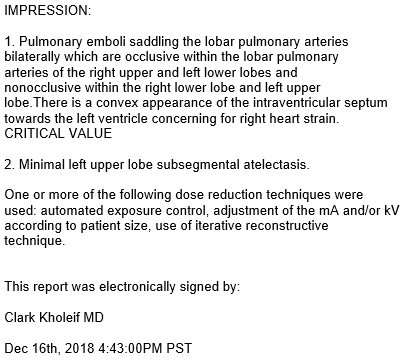 IMPRESSION:
1. Pulmonary emboli saddling the lobar pulmonary arteries
bilaterally which are occlusive within the lobar pulmonary
arteries of the right upper and left lower lobes and
nonocclusive within the right lower lobe and left upper
lobe.There is a convex appearance of the intraventricular septum
towards the left ventricle concerning for right heart strain.
CRITICAL VALUE
2. Minimal left upper lobe subsegmental atelectasis.
One or more of the following dose reduction techniques were
used: automated exposure control, adjustment of the mA and/or kV
according to patient size, use of iterative reconstructive
technique.
This report was electronically signed by:
Clark Kholeif MD
Dec 16th, 2018 4:43:00PM PST